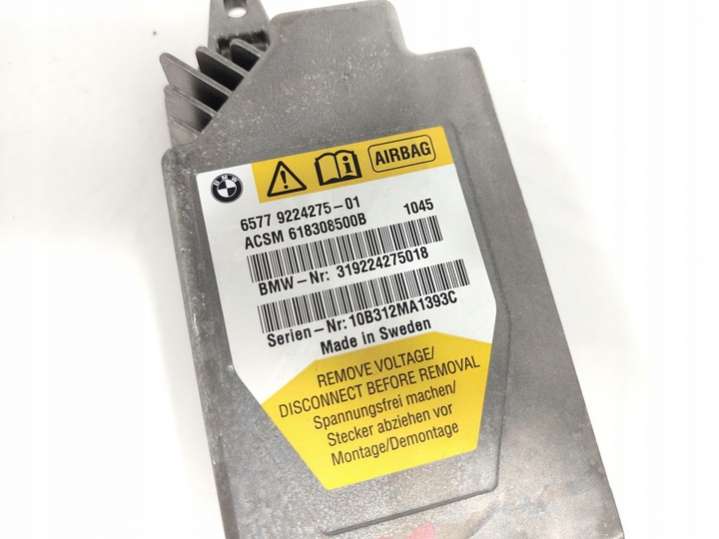 BMW
AIRBAG
6577 9224275-01
ACSM 618308500B 1045
BMW-Nr: 319224275018
Serien-Nr: 10B312MA1393C
Made in Sweden
REMOVE VOLTAGE/
DISCONNECT BEFORE REMOVAL
Spannungsfrei machen/
Stecker abziehen vor
Montage/Demontage